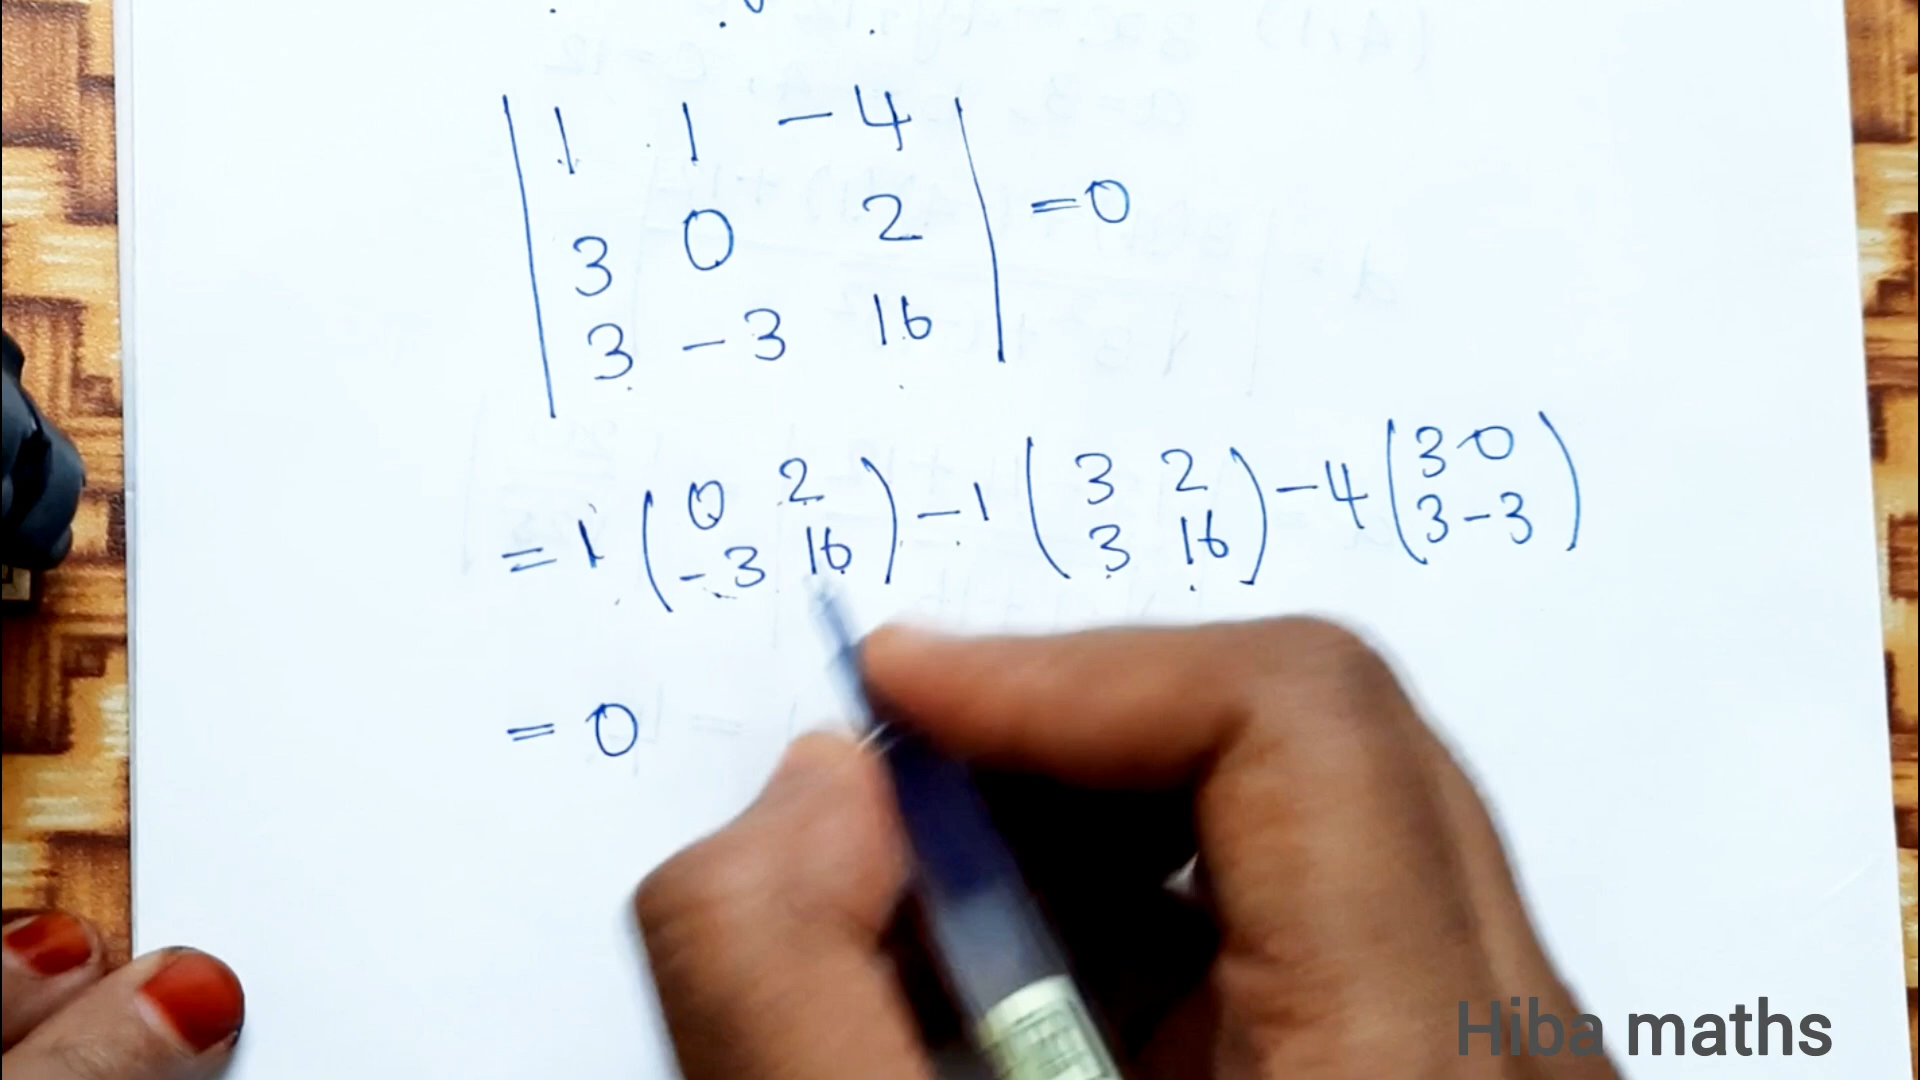 1 1 -4
3 0 2 =0
3 -3 16
= 1 ( 0 2 ) -1 ( 3 2 ) -4 ( 3 0 )
-3 16 3 16 3 -3
= 0
Hiba maths